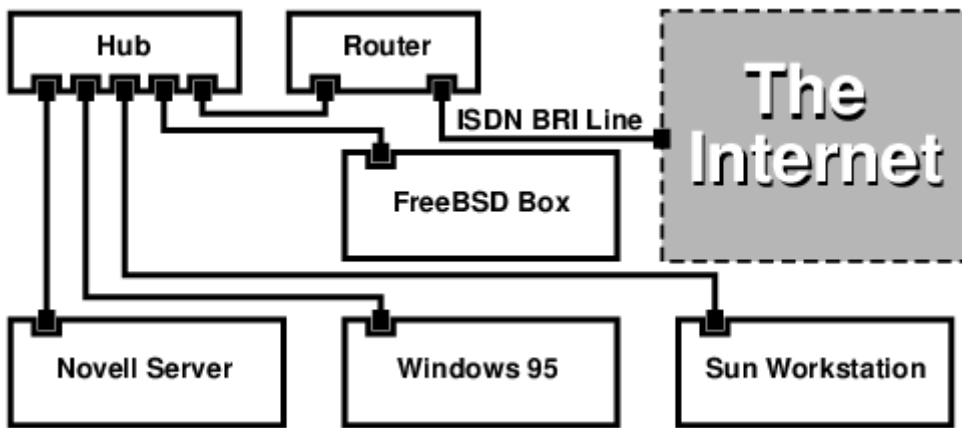 Hub
Router
The
Internet
ISDN BRI Line
FreeBSD Box
Novell Server
Windows 95
Sun Workstation